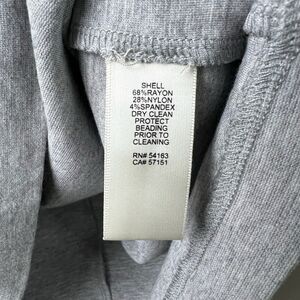 SHELL
68%RAYON
28%NYLON
4%SPANDEX
DRY CLEAN
PROTECT
BEADING
PRIOR TO
CLEANING
RN# 54163
CA# 57151